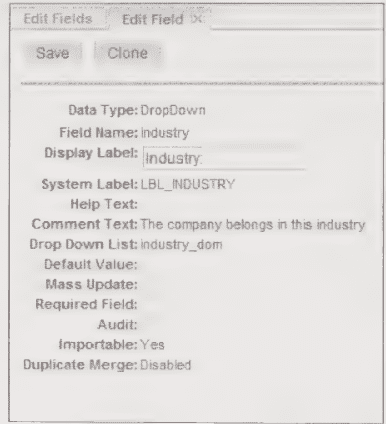 Edit Fields Edit Field
Save Clone
Data Type: DropDown
Field Name: industry
Display Label: Industry:
System Label: LBL_INDUSTRY
Help Text:
Comment Text: The company belongs in this industry
Drop Down List: industry_dom
Default Value:
Mass Update:
Required Field:
Audit:
Importable: Yes
Duplicate Merge: Disabled